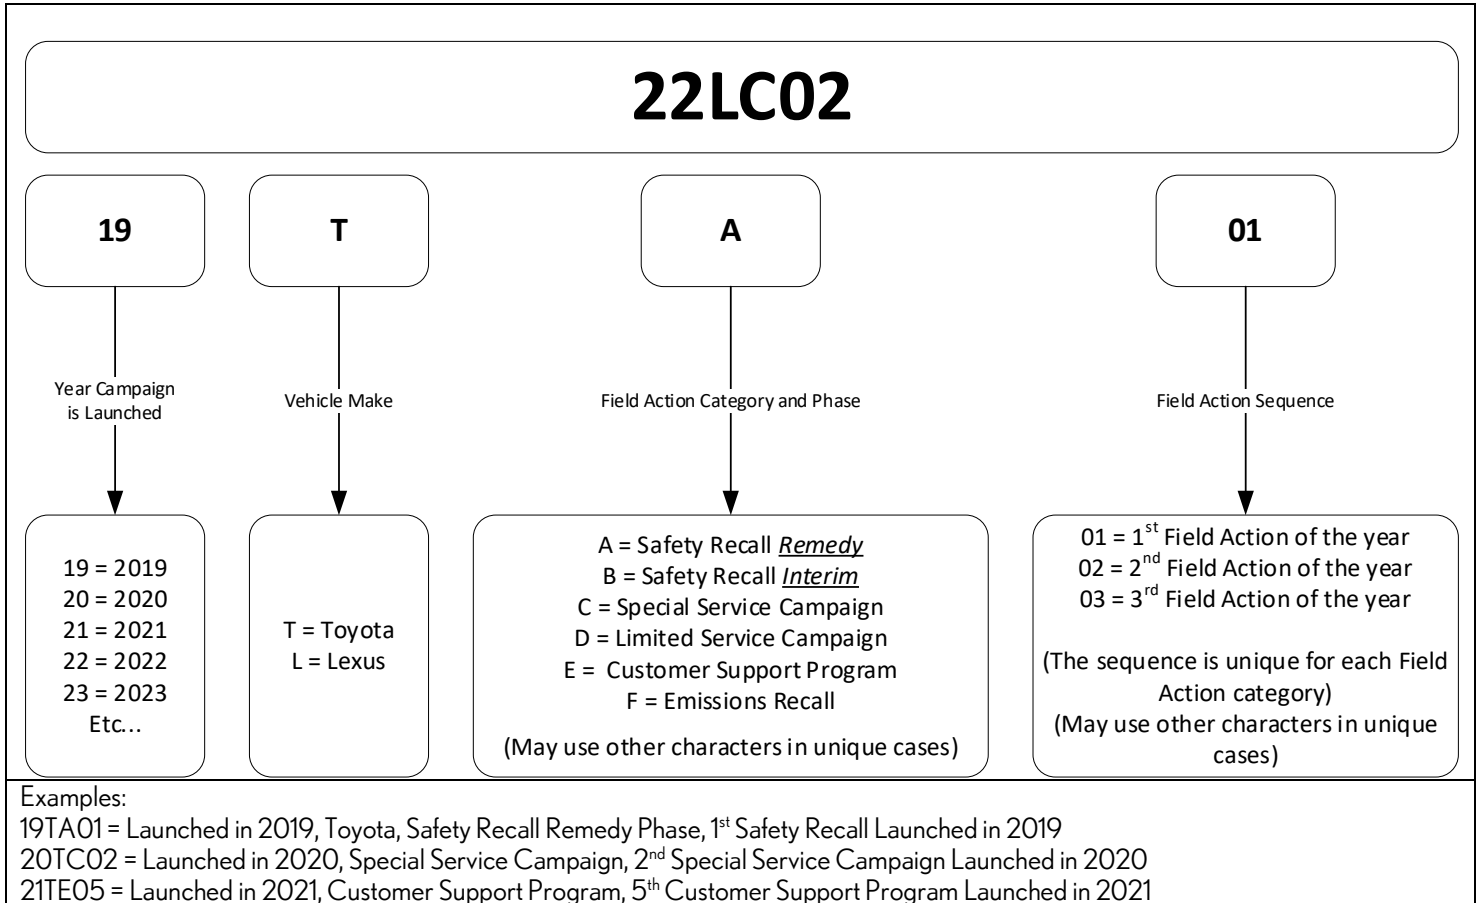 22LC02
19
T
A
01
Year Campaign
is Launched
Vehicle Make
Field Action Category and Phase
Field Action Sequence
19 = 2019
20 = 2020
21 = 2021
22 = 2022
23 = 2023
Etc...
T = Toyota
L = Lexus
A = Safety Recall Remedy
B = Safety Recall Interim
C = Special Service Campaign
D = Limited Service Campaign
E = Customer Support Program
F = Emissions Recall
(May use other characters in unique cases)
01 = 1st Field Action of the year
02 = 2nd Field Action of the year
03 = 3rd Field Action of the year
(The sequence is unique for each Field
Action category)
(May use other characters in unique
cases)
Examples:
19TA01 = Launched in 2019, Toyota, Safety Recall Remedy Phase, 1st Safety Recall Launched in 2019
20TC02 = Launched in 2020, Special Service Campaign, 2nd Special Service Campaign Launched in 2020
21TE05 = Launched in 2021, Customer Support Program, 5th Customer Support Program Launched in 2021